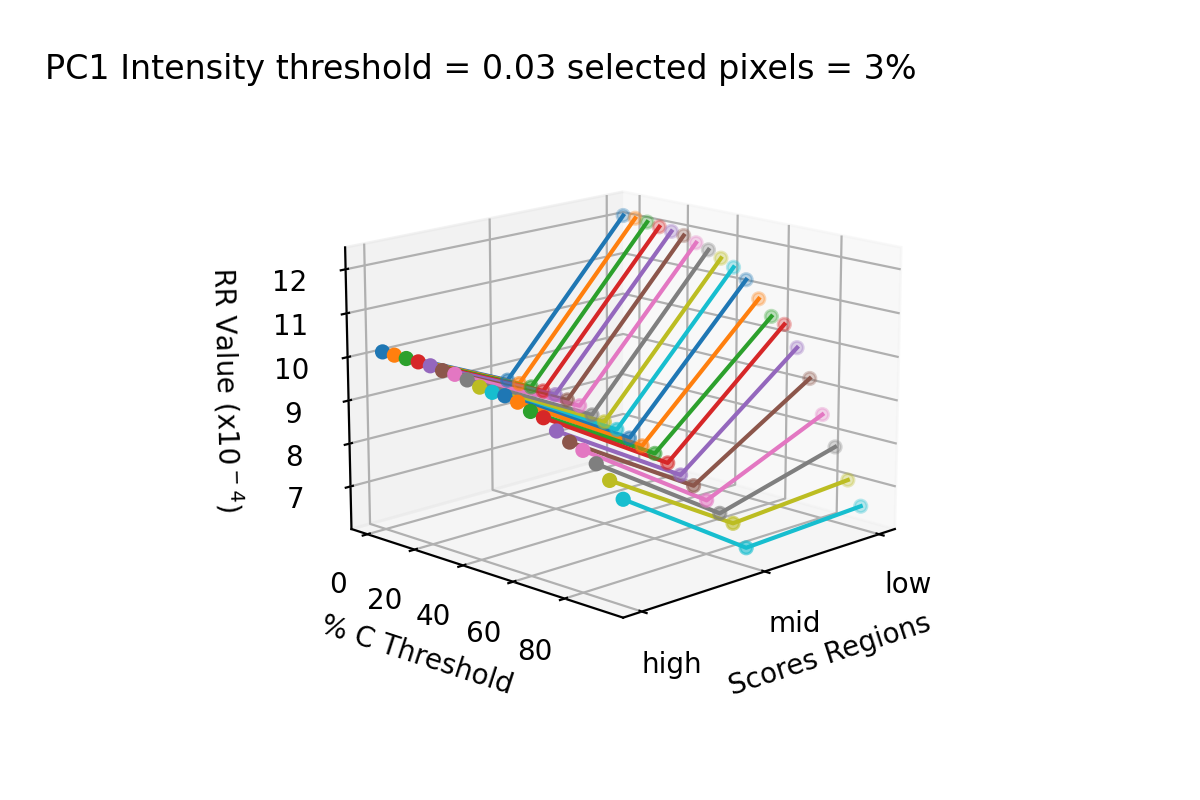 PC1 Intensity threshold = 0.03 selected pixels = 3%
RR Value (x10⁻⁴)
12
11
10
9
8
7
0
20
40
60
80
% C Threshold
high
mid
low
Scores Regions